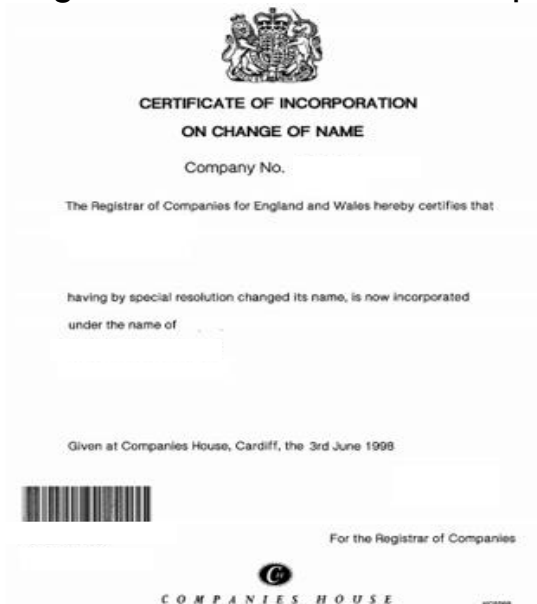 CERTIFICATE OF INCORPORATION
ON CHANGE OF NAME
Company No.
The Registrar of Companies for England and Wales hereby certifies that
having by special resolution changed its name, is now incorporated
under the name of
Given at Companies House, Cardiff, the 3rd June 1998
For the Registrar of Companies
COMPANIES HOUSE